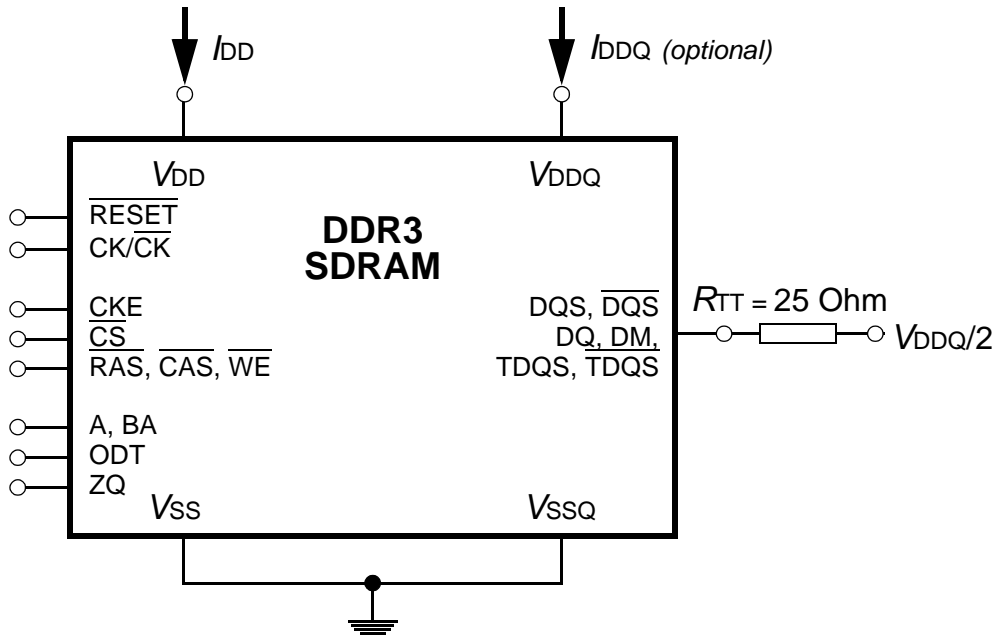 IDD
IDDQ (optional)
VDD
VDDQ
RESET
CK/CK
DDR3
SDRAM
CKE
CS
RAS, CAS, WE
DQS, DQS
DQ, DM,
TDQS, TDQS
RTT = 25 Ohm
VDDQ/2
A, BA
ODT
ZQ
VSS
VSSQ